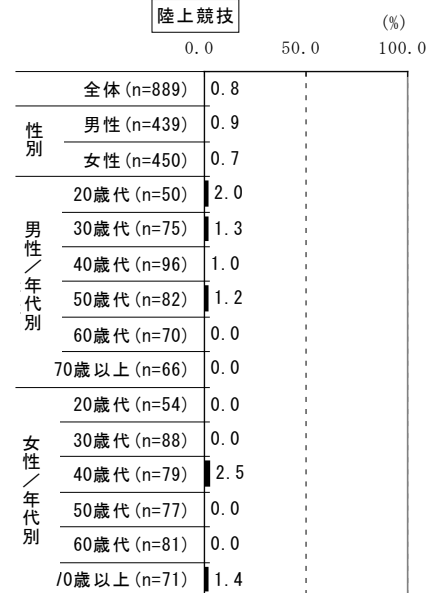 陸上競技
(%)
0.0 50.0 100.0
全体(n=889) 0.8
性別
男性(n=439) 0.9
女性(n=450) 0.7
男性／年代別
20歳代(n=50) 2.0
30歳代(n=75) 1.3
40歳代(n=96) 1.0
50歳代(n=82) 1.2
60歳代(n=70) 0.0
70歳以上(n=66) 0.0
女性／年代別
20歳代(n=54) 0.0
30歳代(n=88) 0.0
40歳代(n=79) 2.5
50歳代(n=77) 0.0
60歳代(n=81) 0.0
70歳以上(n=71) 1.4